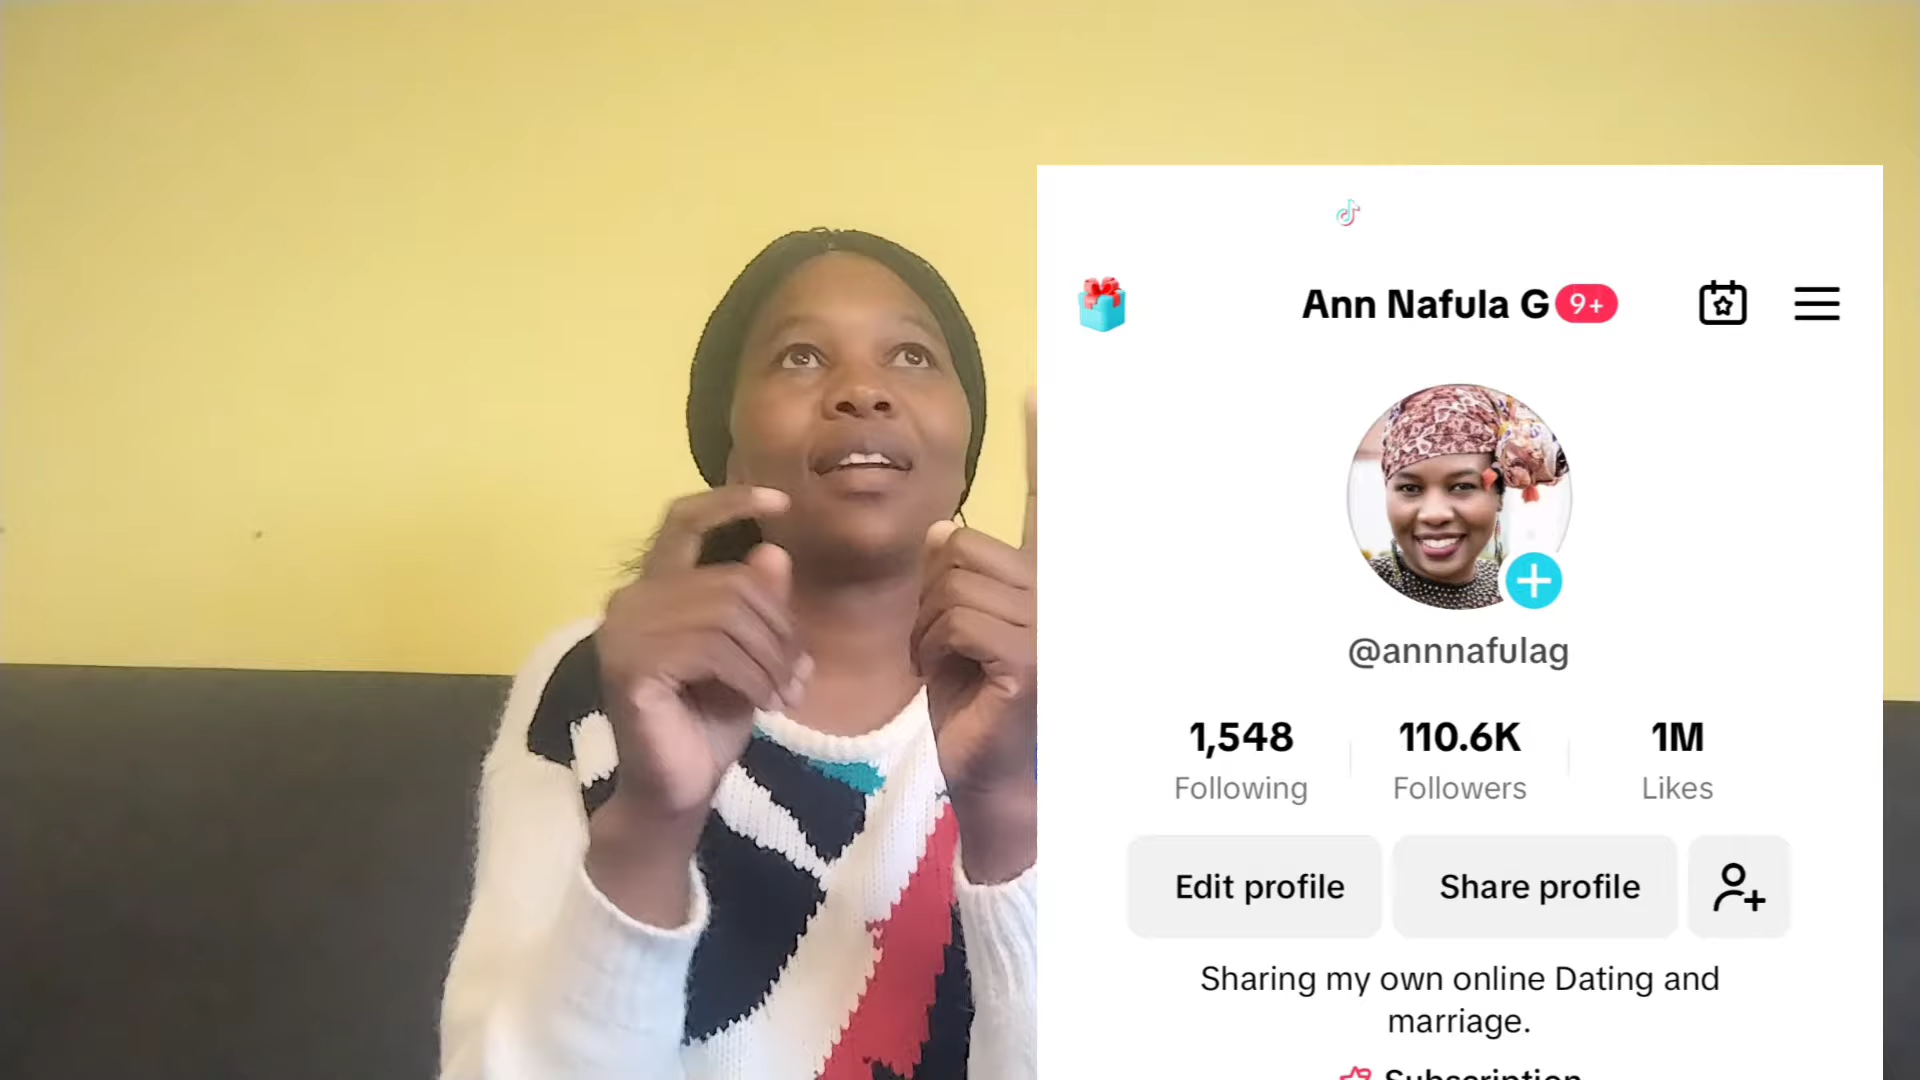 Ann Nafula G 9+
@annnafulag
1,548 110.6K 1M
Following Followers Likes
Edit profile Share profile
Sharing my own online Dating and
marriage.
Subscription